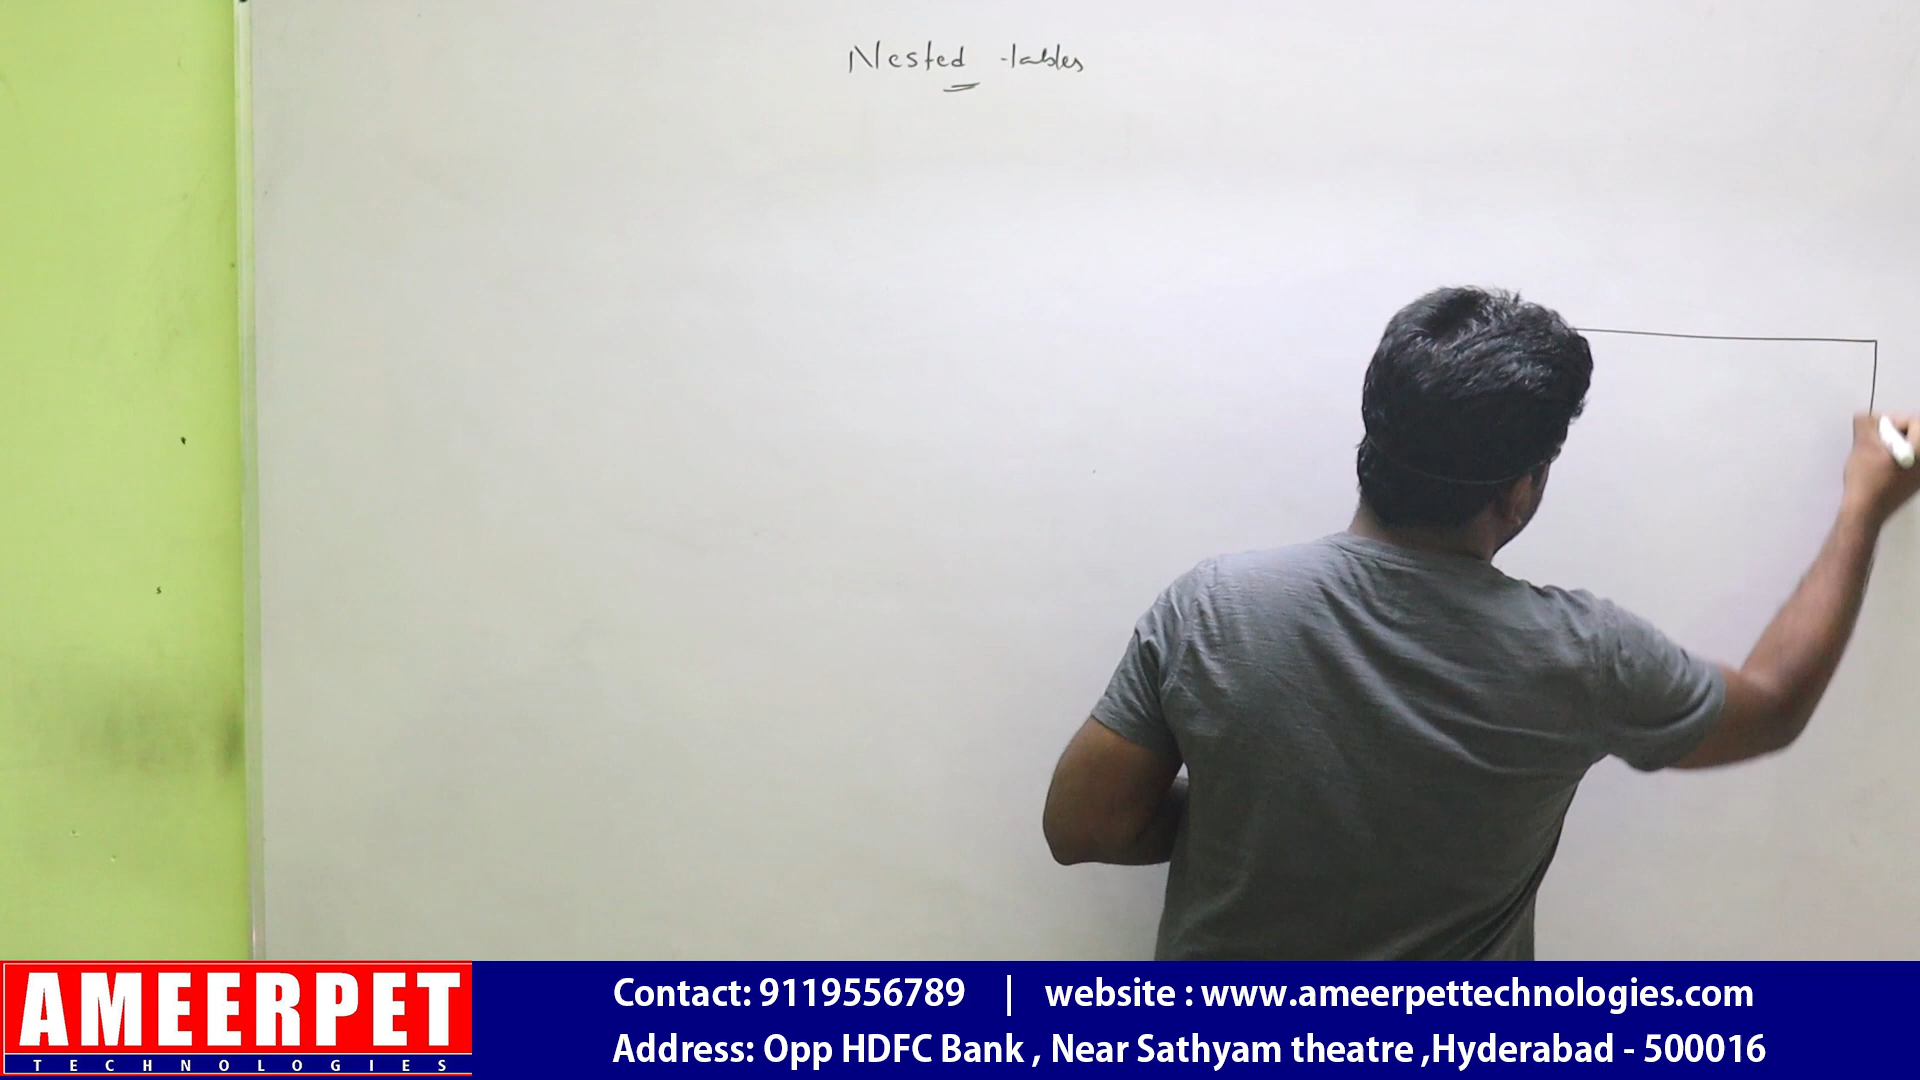 Nested tables
AMEERPET
TECHNOLOGIES
Contact: 9119556789 | website : www.ameerpettechnologies.com
Address: Opp HDFC Bank , Near Sathyam theatre ,Hyderabad - 500016